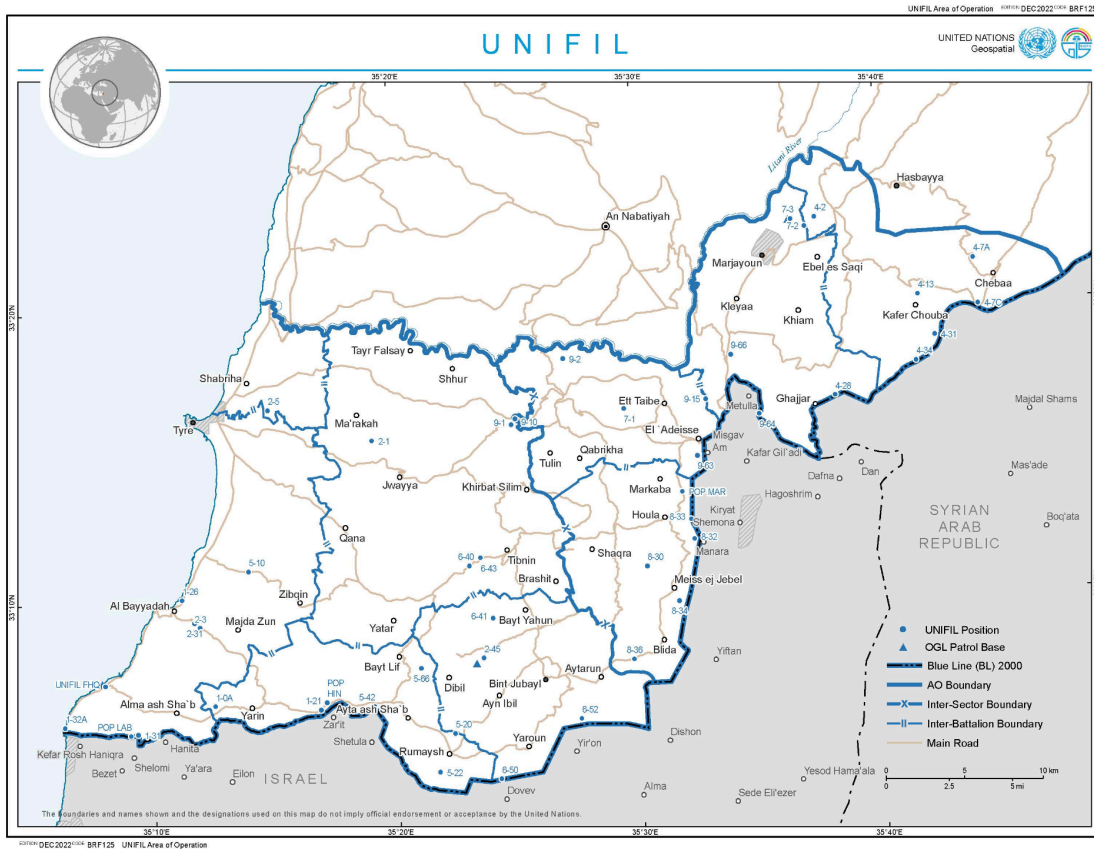 UNIFIL Area of Operation EDITION DEC2022 CODE BRF125
UNIFIL
UNITED NATIONS
Geospatial
35'20'E
35'30'E
35'40'E
Litani River
Hasbayya
An Nabatiyah
7-3
4-2
7-2
4-7A
Marjayoun
Ebel es Saqi
Chebaa
4-13
4-7C
Kleyaa
Khiam
Kafer Chouba
33'20'N
4-31
Tayr Falsay
9-2
9-66
4-34
Shhur
Shabriha
4-28
Ett Taibe
9-15
Metulla
Ghajjar
2-5
7-1
Majdal Shams
Ma'rakah
9-1
9-10
9-64
Tyre
El `Adeisse
Misgav
Am
2-1
Tulin
Qabrikha
9-63
Kafar Gil`adi
Dan
Mas'ade
Dafna
Jwayya
Khirbat Silim
Markaba
POP MAR
Hagoshrim
Houla
8-33
Kiryat
Shemona
SYRIAN
ARAB
REPUBLIC
Boq'ata
Qana
8-32
Manara
Tibnin
Shaqra
6-40
6-43
8-30
5-10
Brashit
Meiss ej Jebel
1-26
Zibqin
8-34
33'10'N
Al Bayyadah
2-3
2-31
Majda Zun
Yatar
6-41
Bayt Yahun
UNIFIL Position
Blida
OGL Patrol Base
Bayt Lif
2-45
8-36
Yiftan
Blue Line (BL) 2000
5-66
Aytarun
Dibil
Bint Jubayl
AO Boundary
UNIFIL FHQ
POP
HIN
Ayn Ibil
Inter-Sector Boundary
Alma ash Sha`b
1-0A
Yarin
1-21
5-42
Ayta ash Sha`b
6-52
Inter-Battalion Boundary
1-32A
POP LAB
1-31
Zar'it
5-20
Main Road
Kefar Rosh Haniqra
Hanita
Shetula
Rumaysh
Yaroun
Yir'on
Dishon
Shelomi
Bezet
Ya'ara
Eilon
ISRAEL
5-22
6-50
Yesod Hama'ala
0
5
10 km
0
2.5
5 mi
Dovev
Alma
Sede Eli'ezer
The boundaries and names shown and the designations used on this map do not imply official endorsement or acceptance by the United Nations.
35'10'E
35'20'E
35'30'E
35'40'E
EDITION DEC2022 CODE BRF125 UNIFIL Area of Operation